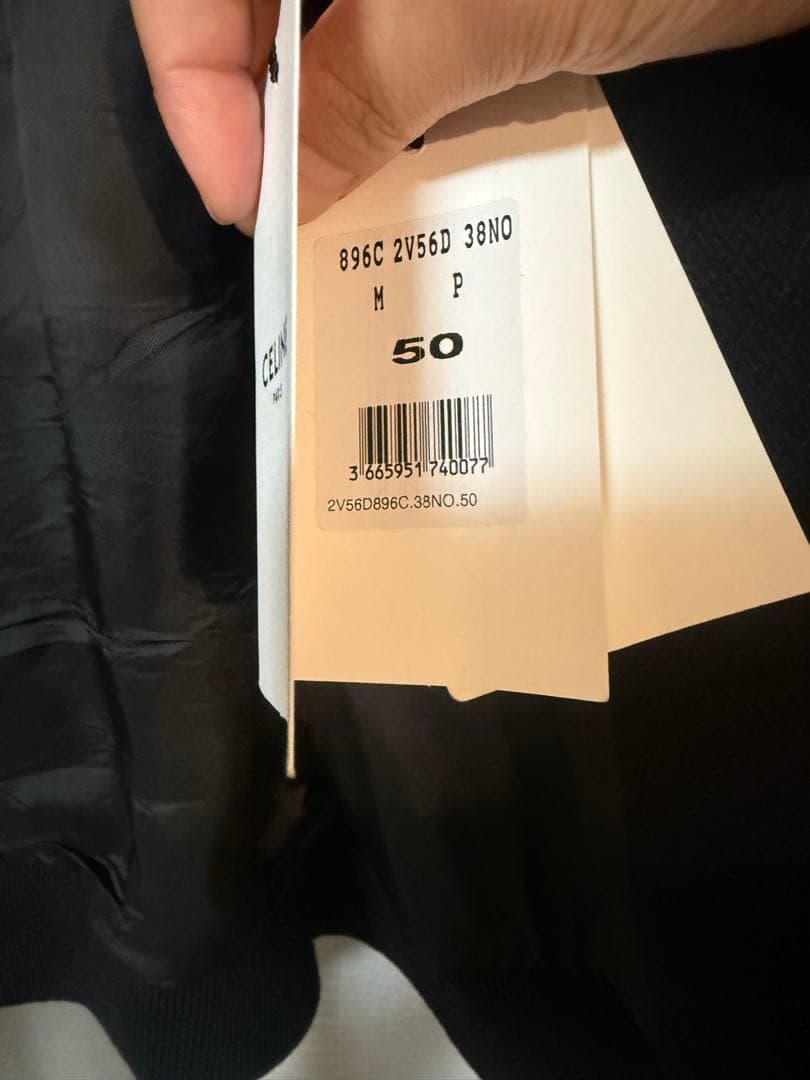 896C 2V56D 38NO
M P
50
3 665951 740077
2V56D896C.38NO.50
CELINE
PARIS